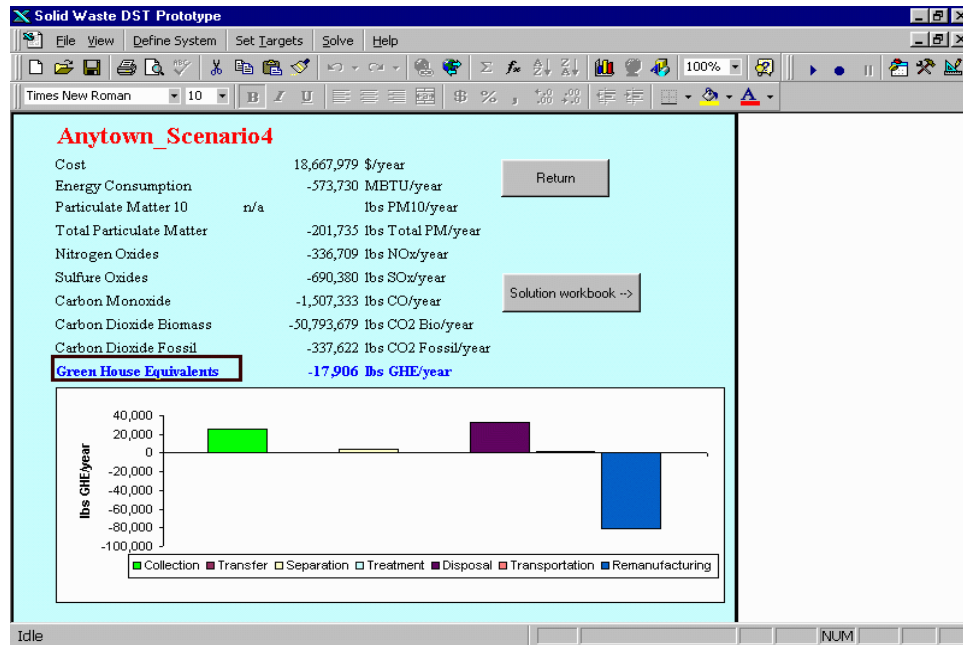 Solid Waste DST Prototype
File View Define System Set Targets Solve Help
100%
Times New Roman 10 B I U $ % ,
Anytown_Scenario4
Cost 18,667,979 $/year
Return
Energy Consumption -573,730 MBTU/year
Particulate Matter 10 n/a lbs PM10/year
Total Particulate Matter -201,735 lbs Total PM/year
Nitrogen Oxides -336,709 lbs NOx/year
Sulfure Oxides -690,380 lbs SOx/year
Solution workbook -->
Carbon Monoxide -1,507,333 lbs CO/year
Carbon Dioxide Biomass -50,793,679 lbs CO2 Bio/year
Carbon Dioxide Fossil -337,622 lbs CO2 Fossil/year
Green House Equivalents -17,906 lbs GHE/year
lbs GHE/year
40,000
20,000
0
-20,000
-40,000
-60,000
-80,000
-100,000
Collection Transfer Separation Treatment Disposal Transportation Remanufacturing
Idle NUM